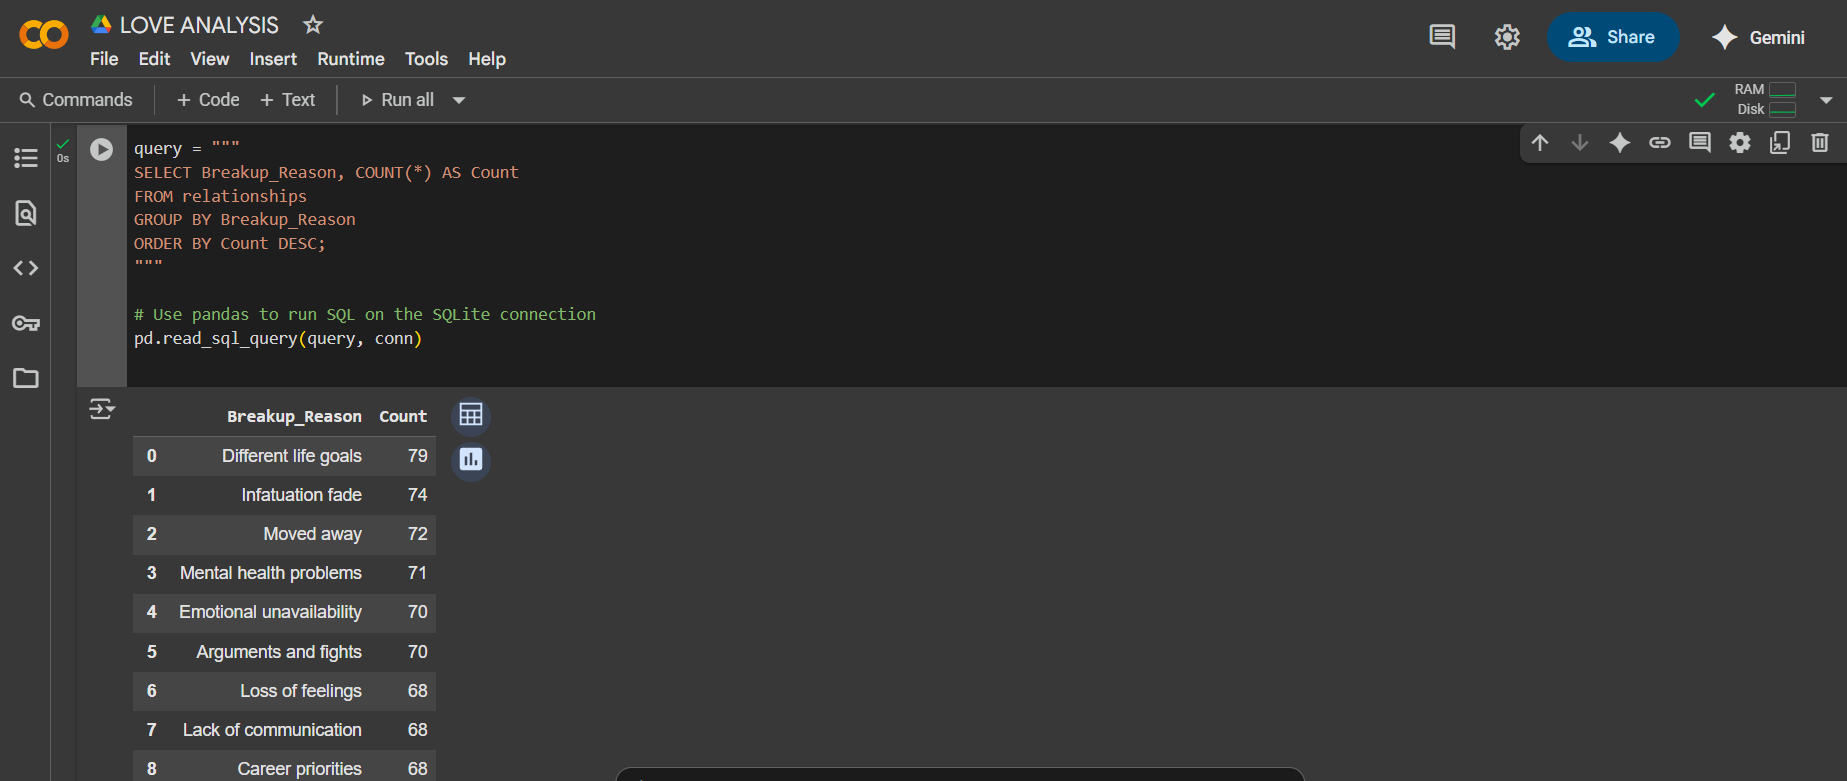 LOVE ANALYSIS
File Edit View Insert Runtime Tools Help
Share
Gemini
Commands + Code + Text Run all
RAM
Disk
0s
query = """
SELECT Breakup_Reason, COUNT(*) AS Count
FROM relationships
GROUP BY Breakup_Reason
ORDER BY Count DESC;
"""
# Use pandas to run SQL on the SQLite connection
pd.read_sql_query(query, conn)
Breakup_Reason Count
0 Different life goals 79
1 Infatuation fade 74
2 Moved away 72
3 Mental health problems 71
4 Emotional unavailability 70
5 Arguments and fights 70
6 Loss of feelings 68
7 Lack of communication 68
8 Career priorities 68